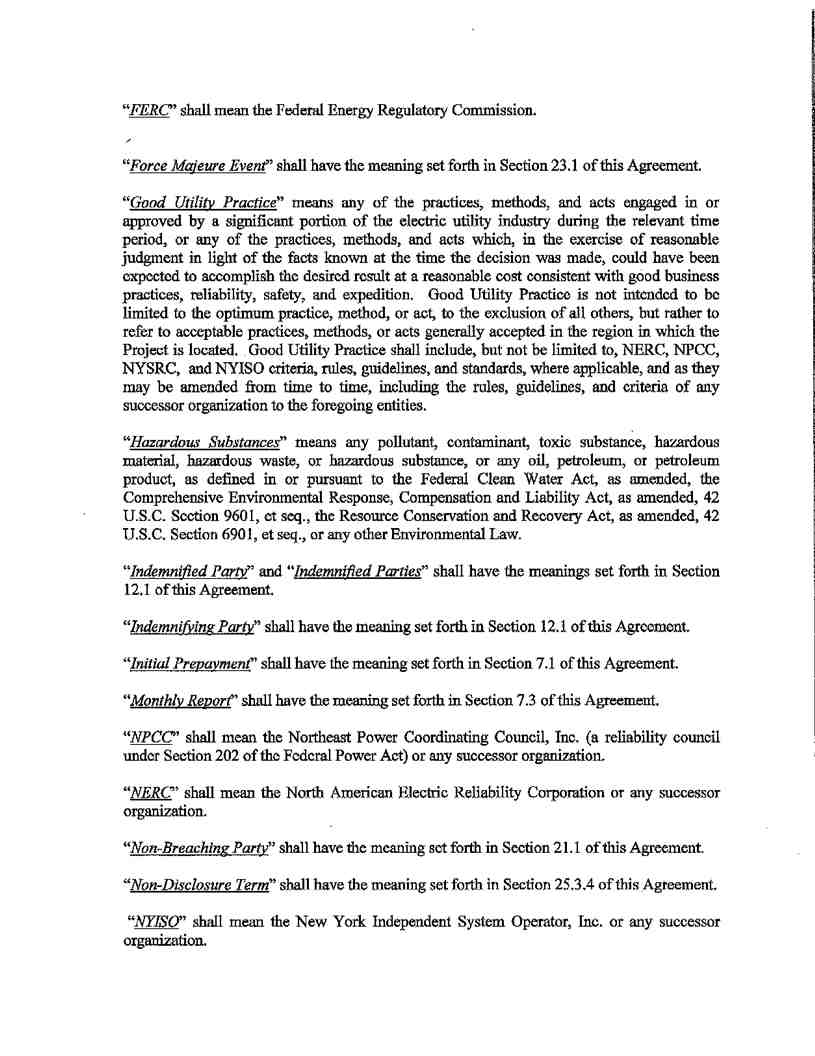 “FERC” shall mean the Federal Energy Regulatory Commission.
“Force Majeure Event” shall have the meaning set forth in Section 23.1 of this Agreement.
“Good Utility Practice” means any of the practices, methods, and acts engaged in or
approved by a significant portion of the electric utility industry during the relevant time
period, or any of the practices, methods, and acts which, in the exercise of reasonable
judgment in light of the facts known at the time the decision was made, could have been
expected to accomplish the desired result at a reasonable cost consistent with good business
practices, reliability, safety, and expedition. Good Utility Practice is not intended to be
limited to the optimum practice, method, or act, to the exclusion of all others, but rather to
refer to acceptable practices, methods, or acts generally accepted in the region in which the
Project is located. Good Utility Practice shall include, but not be limited to, NERC, NPCC,
NYSRC, and NYISO criteria, rules, guidelines, and standards, where applicable, and as they
may be amended from time to time, including the rules, guidelines, and criteria of any
successor organization to the foregoing entities.
“Hazardous Substances” means any pollutant, contaminant, toxic substance, hazardous
material, hazardous waste, or hazardous substance, or any oil, petroleum, or petroleum
product, as defined in or pursuant to the Federal Clean Water Act, as amended, the
Comprehensive Environmental Response, Compensation and Liability Act, as amended, 42
U.S.C. Section 9601, et seq., the Resource Conservation and Recovery Act, as amended, 42
U.S.C. Section 6901, et seq., or any other Environmental Law.
“Indemnified Party” and “Indemnified Parties” shall have the meanings set forth in Section
12.1 of this Agreement.
“Indemnifying Party” shall have the meaning set forth in Section 12.1 of this Agreement.
“Initial Prepayment” shall have the meaning set forth in Section 7.1 of this Agreement.
“Monthly Report” shall have the meaning set forth in Section 7.3 of this Agreement.
“NPCC” shall mean the Northeast Power Coordinating Council, Inc. (a reliability council
under Section 202 of the Federal Power Act) or any successor organization.
“NERC” shall mean the North American Electric Reliability Corporation or any successor
organization.
“Non-Breaching Party” shall have the meaning set forth in Section 21.1 of this Agreement.
“Non-Disclosure Term” shall have the meaning set forth in Section 25.3.4 of this Agreement.
“NYISO” shall mean the New York Independent System Operator, Inc. or any successor
organization.